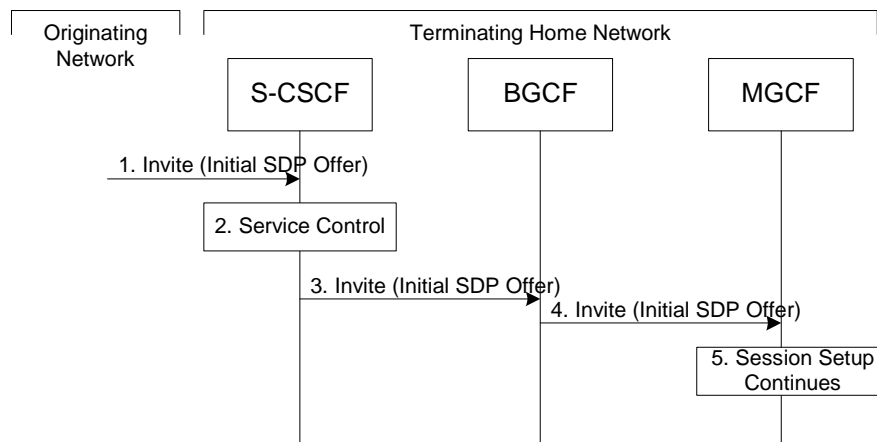 Originating
Network
Terminating Home Network
S-CSCF
BGCF
MGCF
1. Invite (Initial SDP Offer)
2. Service Control
3. Invite (Initial SDP Offer)
4. Invite (Initial SDP Offer)
5. Session Setup
Continues